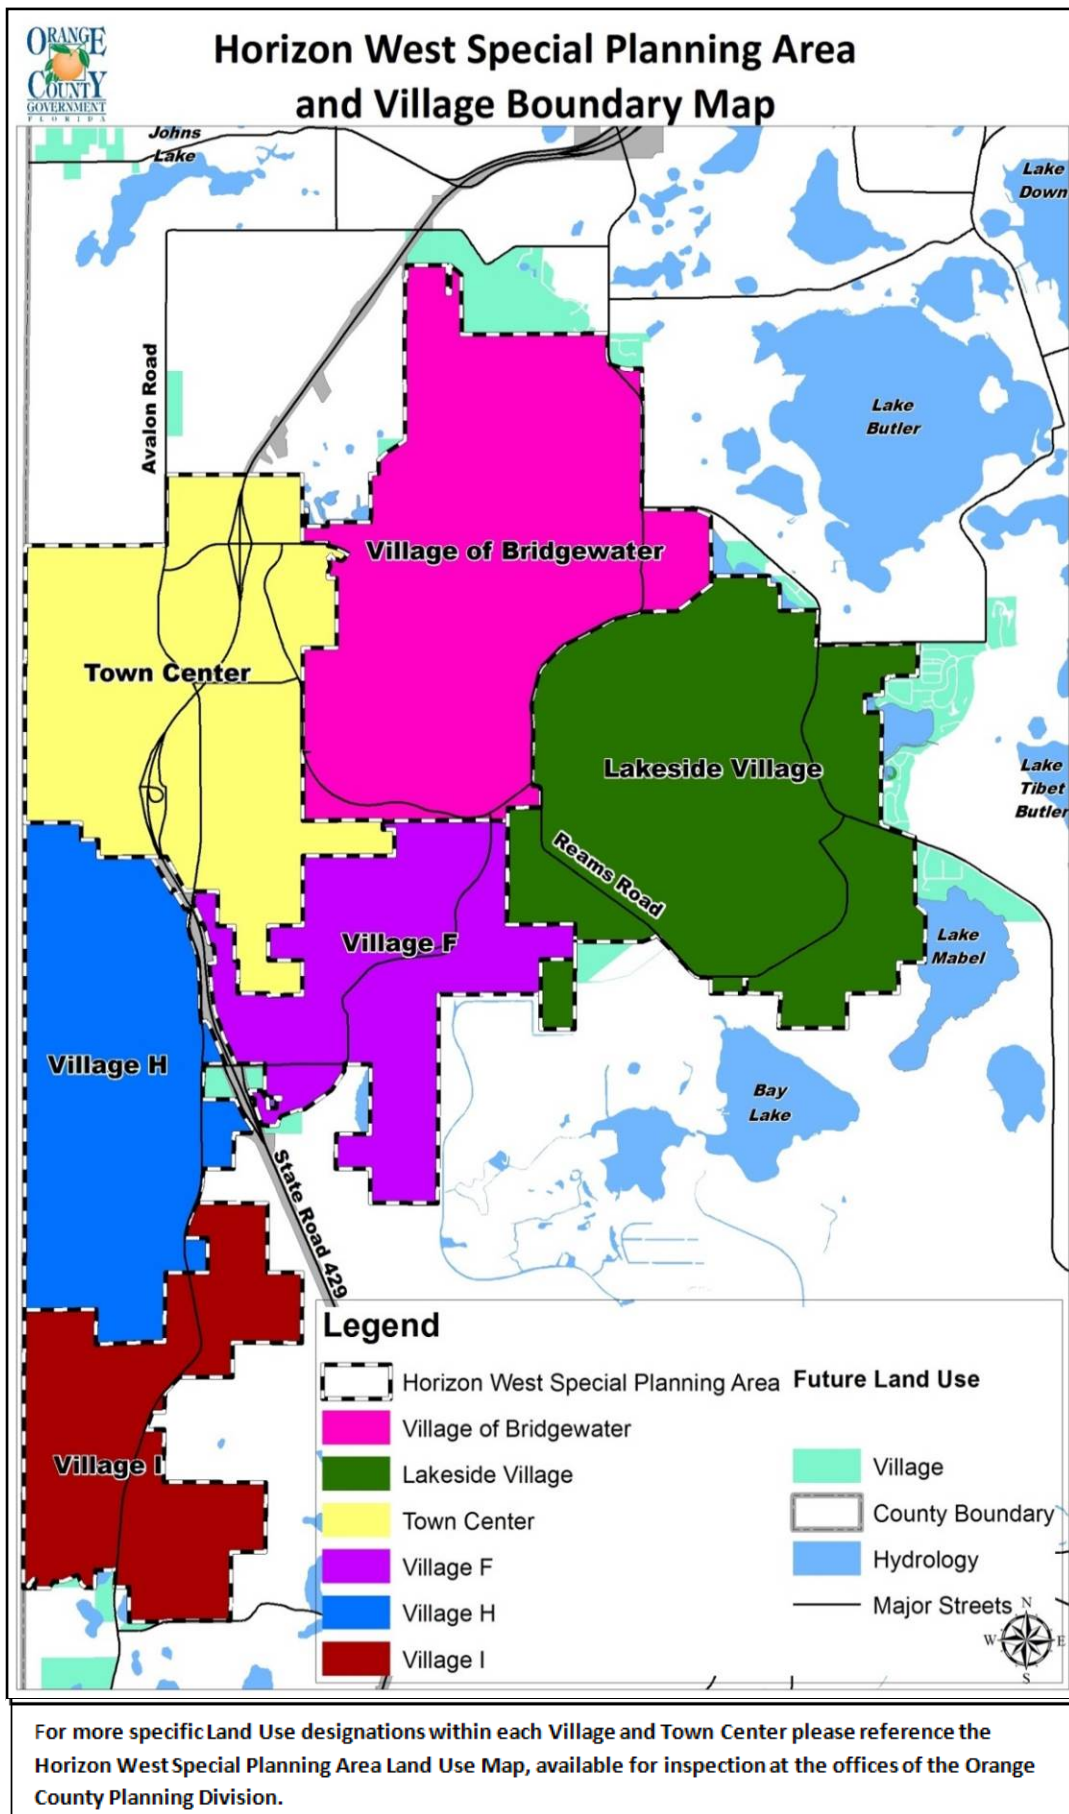 ORANGE
COUNTY
GOVERNMENT
FLORIDA
Horizon West Special Planning Area
and Village Boundary Map
Johns
Lake
Lake
Down
Avalon Road
Lake
Butler
Village of Bridgewater
Town Center
Lakeside Village
Lake
Tibet
Butler
Reams Road
Village F
Lake
Mabel
Village H
Bay
Lake
State Road 429
Village I
Legend
Horizon West Special Planning Area
Village of Bridgewater
Lakeside Village
Town Center
Village F
Village H
Village I
Future Land Use
Village
County Boundary
Hydrology
Major Streets
N
W E
S
For more specific Land Use designations within each Village and Town Center please reference the
Horizon West Special Planning Area Land Use Map, available for inspection at the offices of the Orange
County Planning Division.